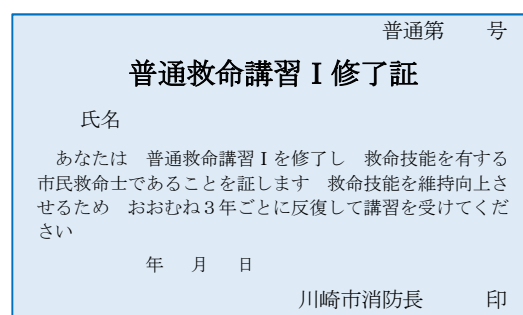 普通第　　号
普通救命講習Ⅰ修了証
氏名
あなたは　普通救命講習Ⅰを修了し　救命技能を有する
市民救命士であることを証します　救命技能を維持向上さ
せるため　おおむね３年ごとに反復して講習を受けてくだ
さい
年　月　日
川崎市消防長　　印